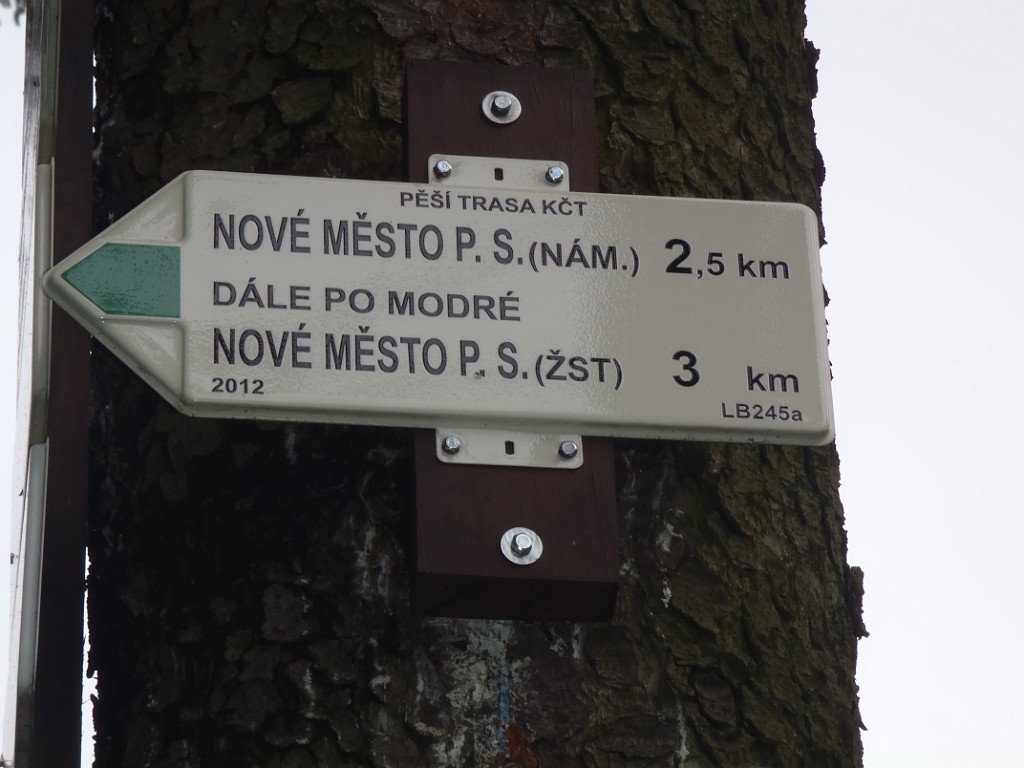 PĚŠÍ TRASA KČT
NOVÉ MĚSTO P. S. (NÁM.) 2,5 km
DÁLE PO MODRÉ
NOVÉ MĚSTO P. S. (ŽST) 3 km
2012 LB245a